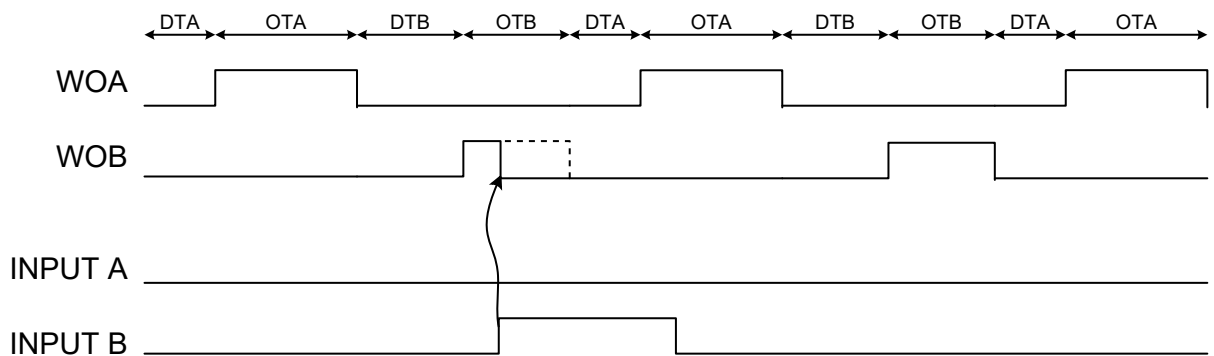 DTA OTA DTB OTB DTA OTA DTB OTB DTA OTA
WOA
WOB
INPUT A
INPUT B